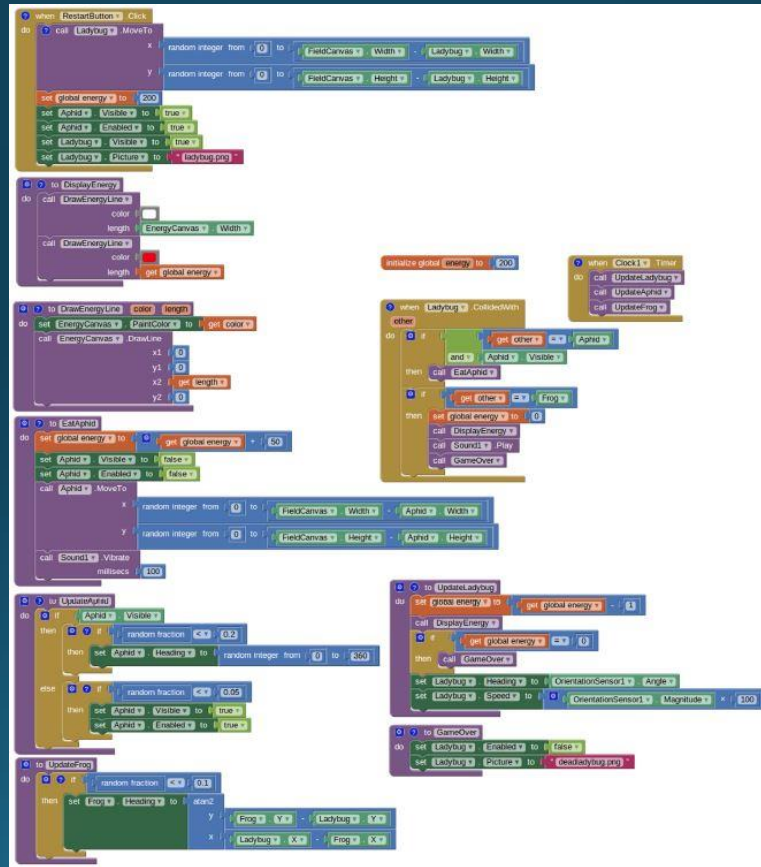 when RestartButton .Click
do call Ladybug .MoveTo
x random integer from 0 to FieldCanvas . Width - Ladybug . Width
y random integer from 0 to FieldCanvas . Height - Ladybug . Height
set global energy to 200
set Aphid . Visible to true
set Aphid . Enabled to true
set Ladybug . Visible to true
set Ladybug . Picture to " ladybug.png "
to DisplayEnergy
do call DrawEnergyLine
color
length EnergyCanvas . Width
call DrawEnergyLine
color
length get global energy
to DrawEnergyLine color length
do set EnergyCanvas . PaintColor to get color
call EnergyCanvas .DrawLine
x1 0
y1 0
x2 get length
y2 0
to EatAphid
do set global energy to get global energy + 50
set Aphid . Visible to false
set Aphid . Enabled to false
call Aphid .MoveTo
x random integer from 0 to FieldCanvas . Width - Aphid . Width
y random integer from 0 to FieldCanvas . Height - Aphid . Height
call Sound1 .Vibrate
millisecs 100
to UpdateAphid
do if Aphid . Visible
then if random fraction < 0.2
then set Aphid . Heading to random integer from 0 to 360
else if random fraction < 0.05
then set Aphid . Visible to true
set Aphid . Enabled to true
to UpdateFrog
do if random fraction < 0.1
then set Frog . Heading to atan2
y Frog . Y - Ladybug . Y
x Ladybug . X - Frog . X
initialize global energy to 200
when Clock1 .Timer
do call UpdateLadybug
call UpdateAphid
call UpdateFrog
when Ladybug .CollidedWith
other
do if get other = Aphid
and Aphid . Visible
then call EatAphid
if get other = Frog
then set global energy to 0
call DisplayEnergy
call Sound1 .Play
call GameOver
to UpdateLadybug
do set global energy to get global energy - 1
call DisplayEnergy
if get global energy = 0
then call GameOver
set Ladybug . Heading to OrientationSensor1 . Angle
set Ladybug . Speed to OrientationSensor1 . Magnitude × 100
to GameOver
do set Ladybug . Enabled to false
set Ladybug . Picture to " deadladybug.png "